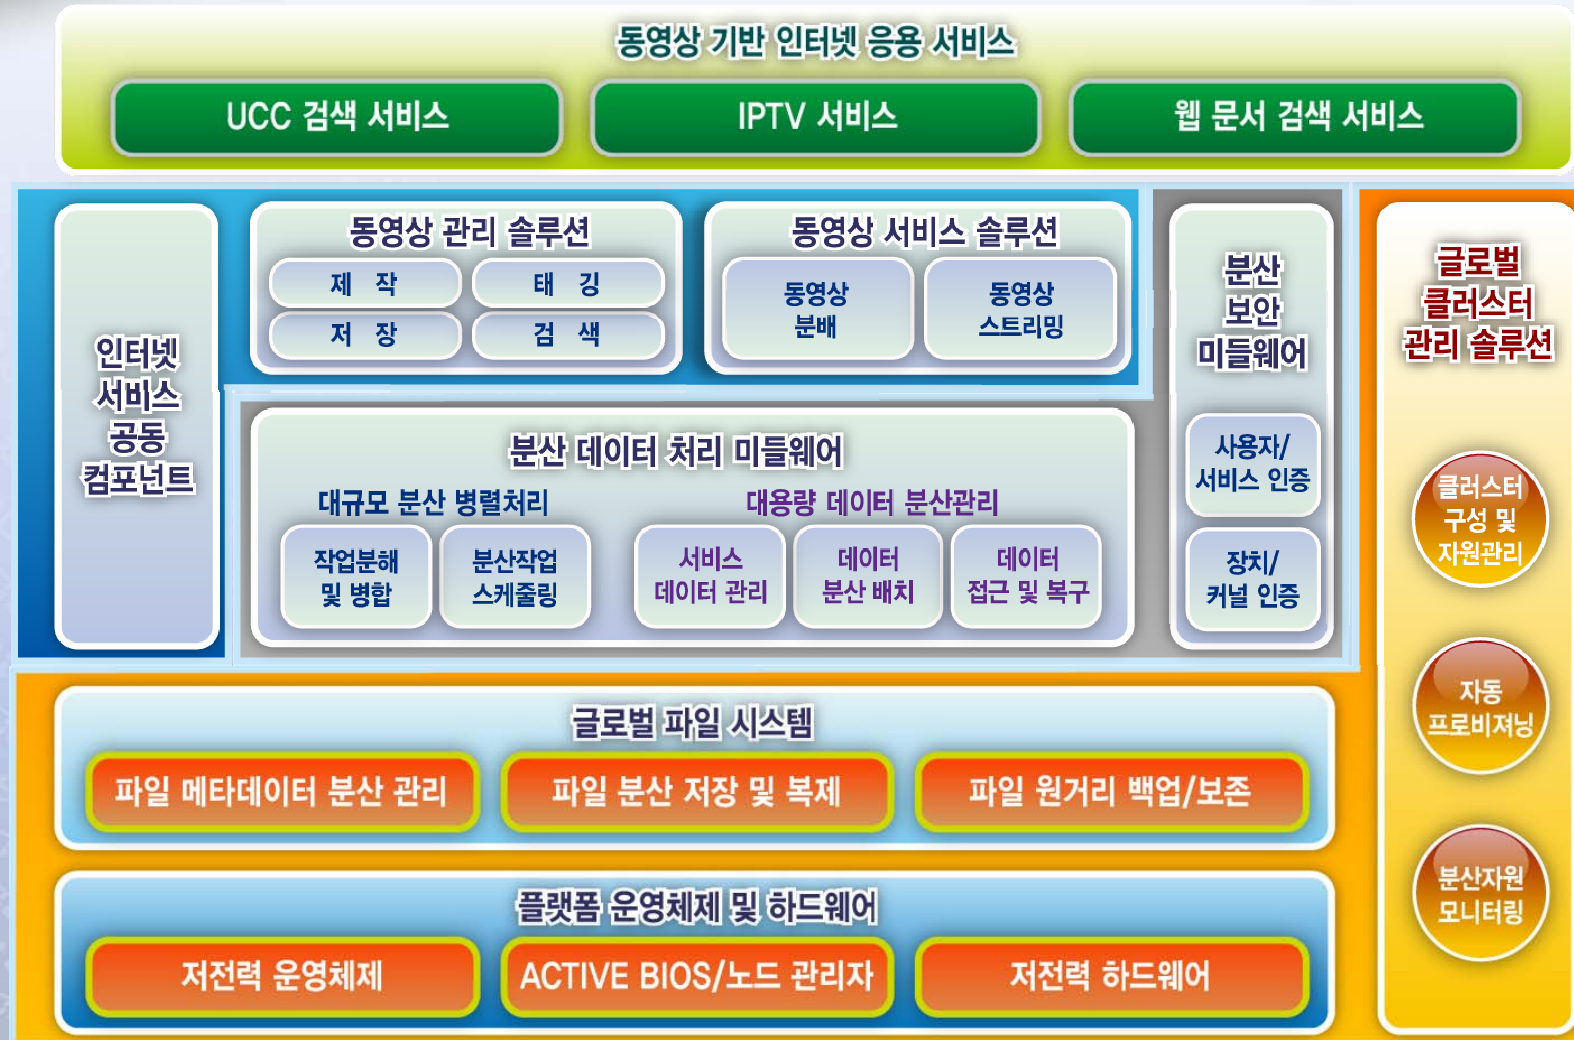 동영상 기반 인터넷 응용 서비스
UCC 검색 서비스
IPTV 서비스
웹 문서 검색 서비스
인터넷
서비스
공통
컴포넌트
동영상 관리 솔루션
제 작
태 깅
저 장
검 색
동영상 서비스 솔루션
동영상
분배
동영상
스트리밍
분산 데이터 처리 미들웨어
대규모 분산 병렬처리
작업분해
및 병합
분산작업
스케줄링
대용량 데이터 분산관리
서비스
데이터 관리
데이터
분산 배치
데이터
접근 및 복구
분산
보안
미들웨어
사용자/
서비스 인증
장치/
커널 인증
글로벌
클러스터
관리 솔루션
클러스터
구성 및
자원관리
자동
프로비져닝
분산자원
모니터링
글로벌 파일 시스템
파일 메타데이터 분산 관리
파일 분산 저장 및 복제
파일 원거리 백업/보존
플랫폼 운영체제 및 하드웨어
저전력 운영체제
ACTIVE BIOS/노드 관리자
저전력 하드웨어